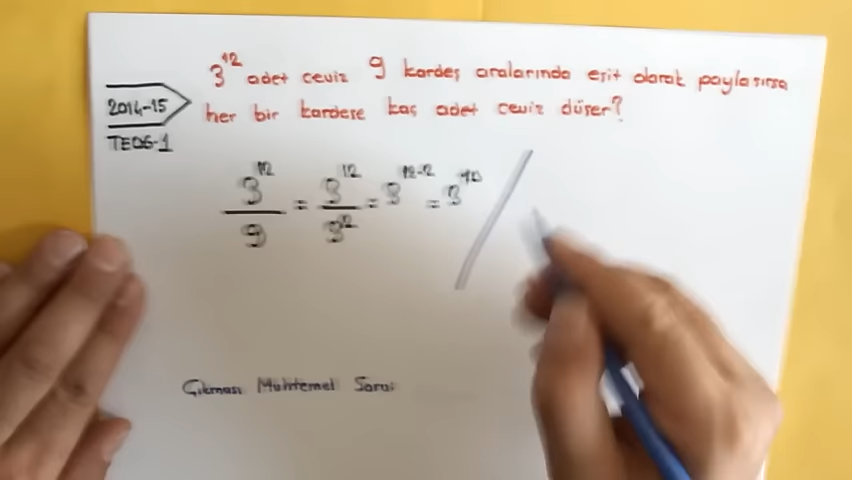 3¹² adet ceviz 9 kardeş aralarında eşit olarak paylaşırsa
her bir kardeşe kaç adet ceviz düşer?
2014-15
TEOG-1
3¹²/9 = 3¹²/3² = 3¹²⁻² = 3¹⁰
Çıkması Muhtemel Soru